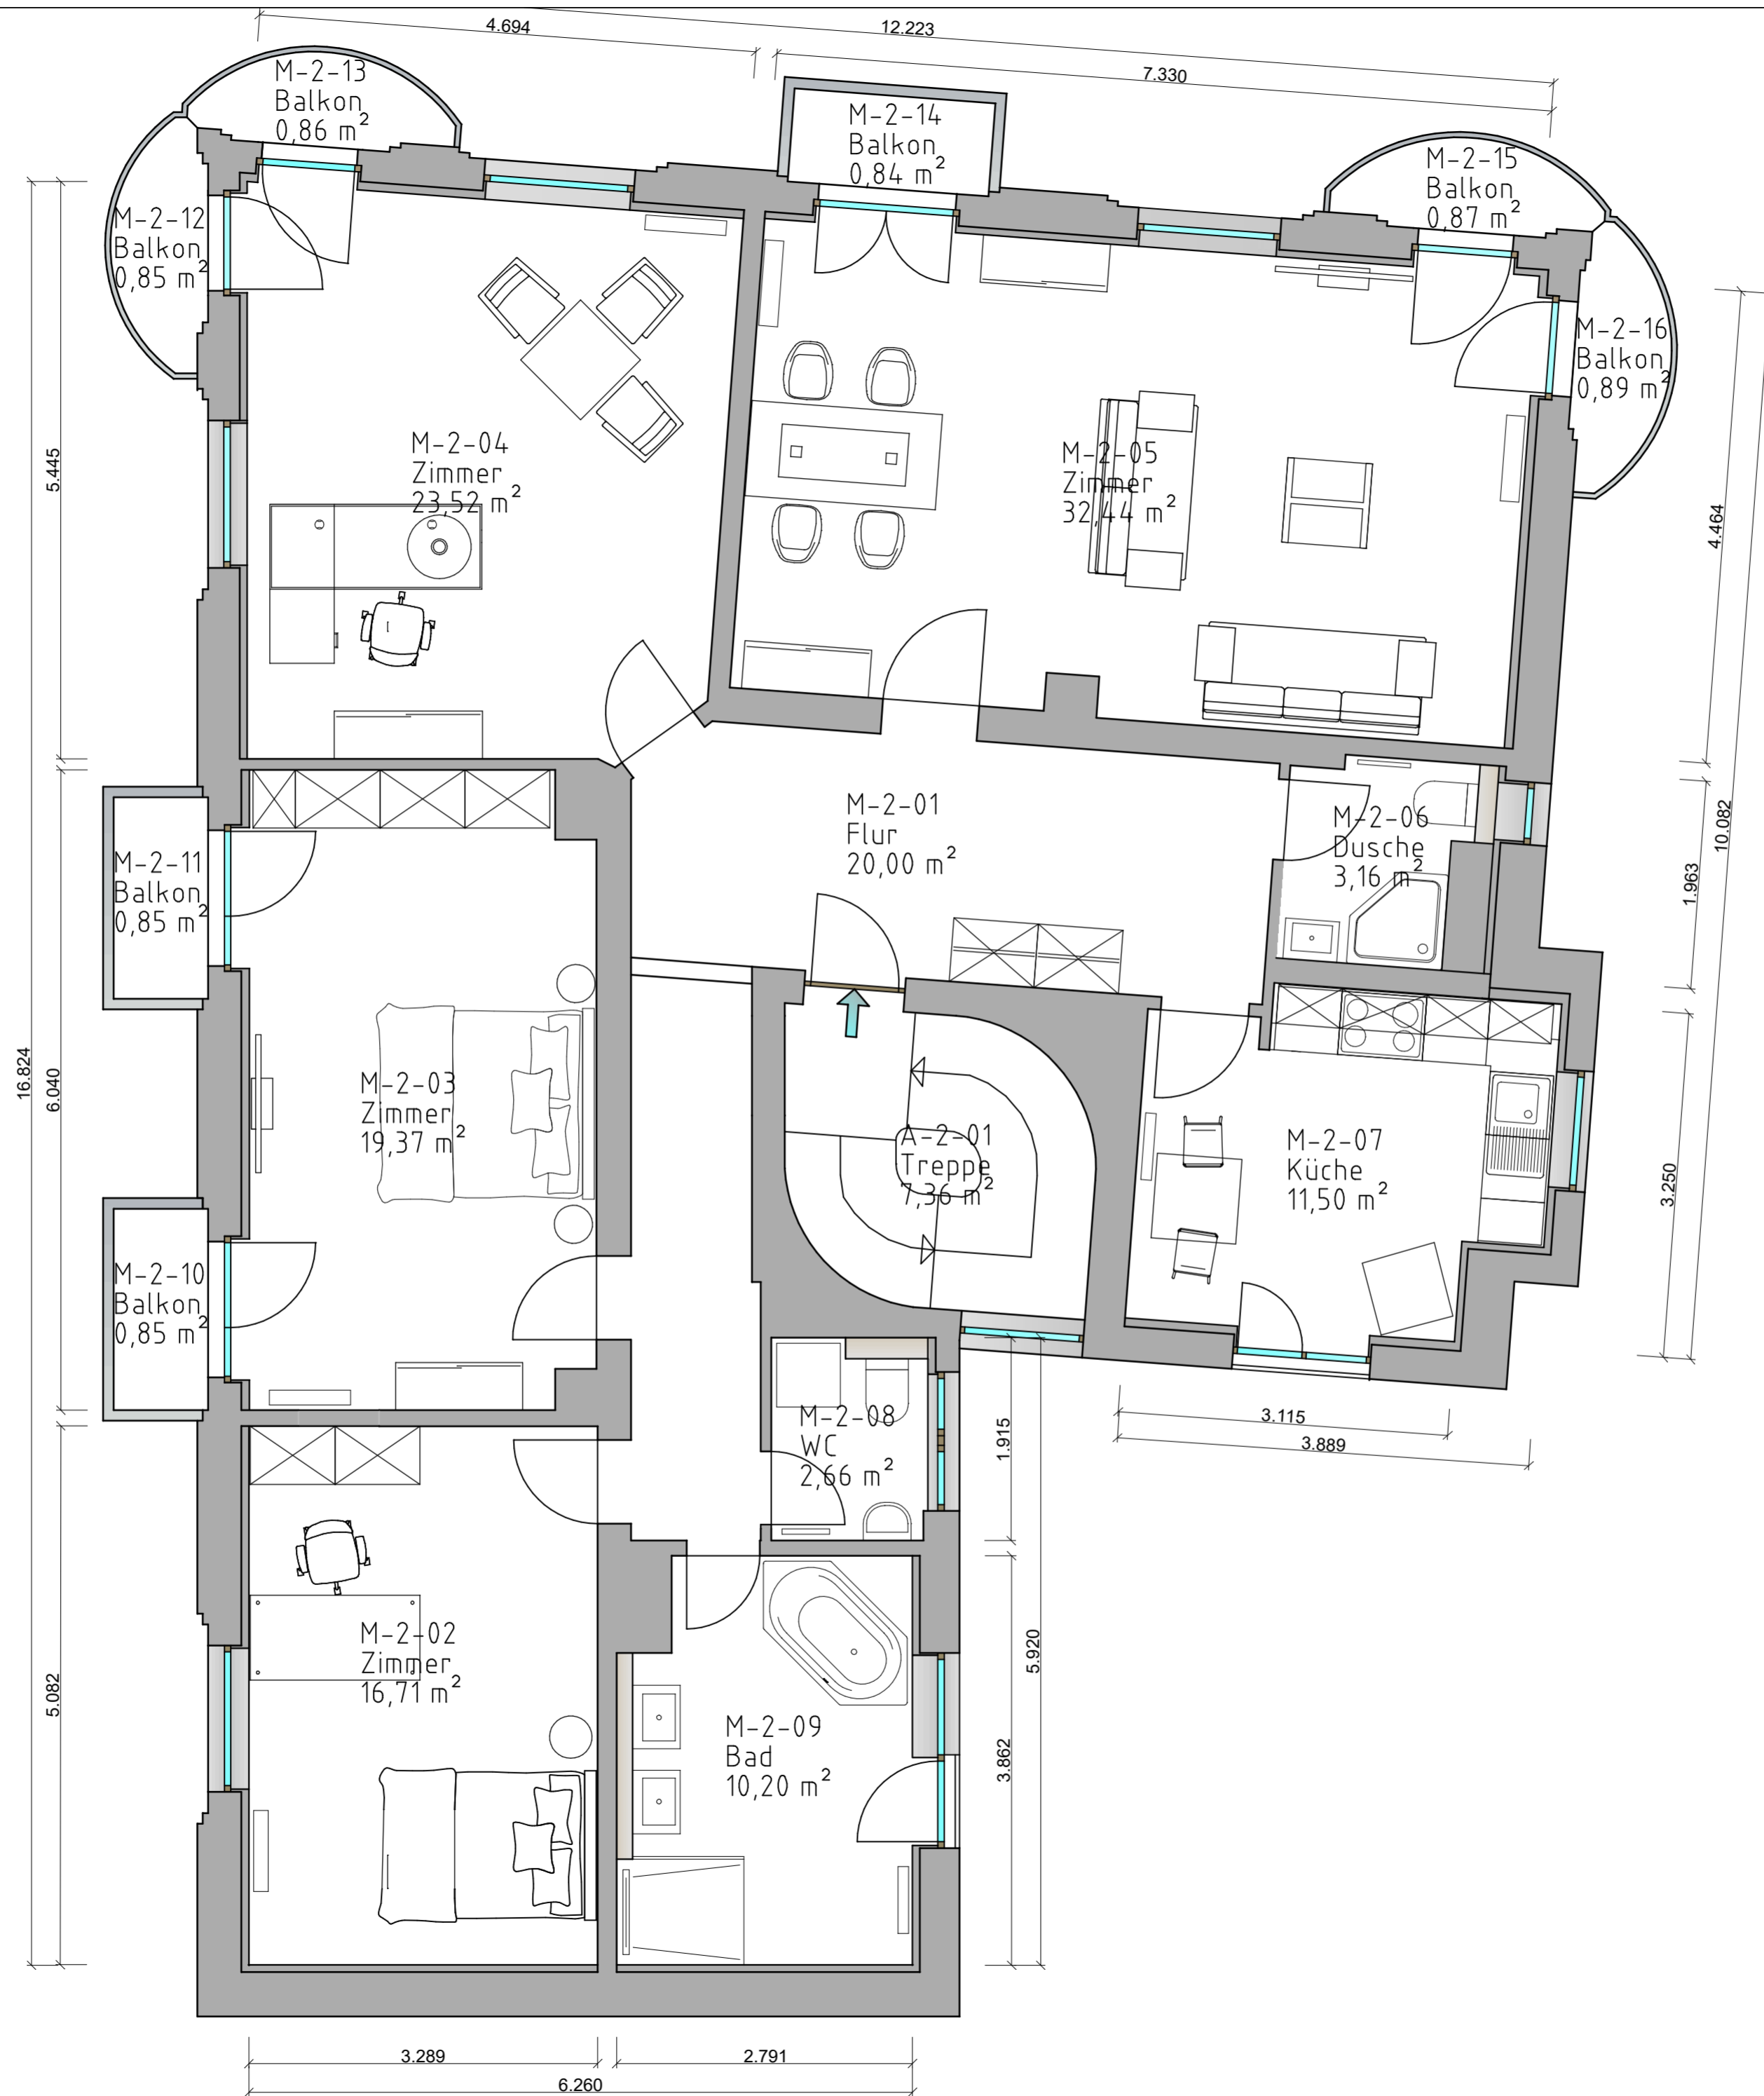 4.694
12.223
7.330
M-2-13
Balkon
0,86 m²
M-2-14
Balkon
0,84 m²
M-2-15
Balkon
0,87 m²
M-2-12
Balkon
0,85 m²
M-2-16
Balkon
0,89 m²
M-2-04
Zimmer
23,52 m²
M-2-05
Zimmer
32,44 m²
5.445
4.464
16.824
6.040
10.082
1.963
M-2-11
Balkon
0,85 m²
M-2-01
Flur
20,00 m²
M-2-06
Dusche
3,16 m²
M-2-03
Zimmer
19,37 m²
A-2-01
Treppe
7,36 m²
M-2-07
Küche
11,50 m²
3.250
M-2-10
Balkon
0,85 m²
M-2-08
WC
2,66 m²
1.915
3.115
3.889
5.082
M-2-02
Zimmer
16,71 m²
5.920
M-2-09
Bad
10,20 m²
3.862
3.289
2.791
6.260